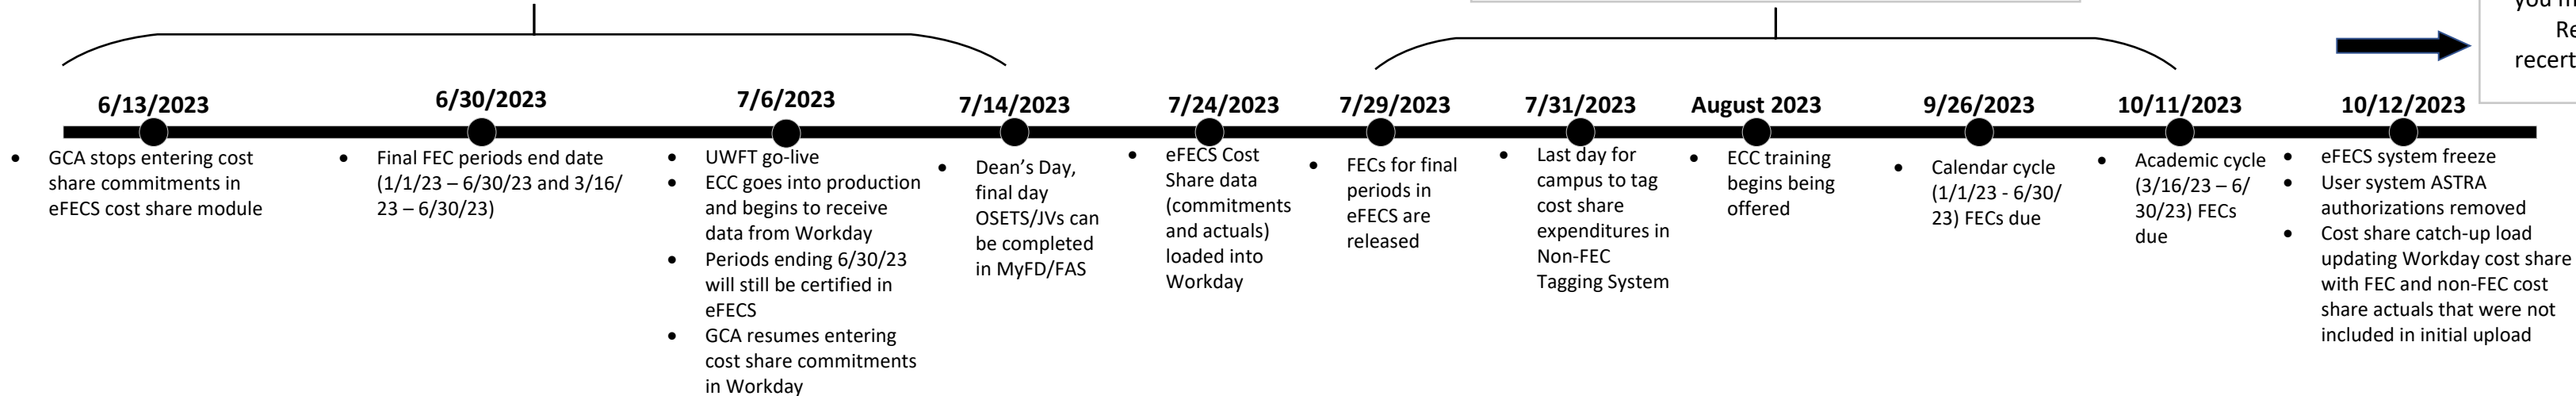 you m
Re
recert
6/13/2023
GCA stops entering cost
share commitments in
eFECS cost share module
6/30/2023
Final FEC periods end date
(1/1/23 – 6/30/23 and 3/16/
23 – 6/30/23)
7/6/2023
UWFT go-live
ECC goes into production
and begins to receive
data from Workday
Periods ending 6/30/23
will still be certified in
eFECS
GCA resumes entering
cost share commitments
in Workday
7/14/2023
Dean's Day,
final day
OSETS/JVs can
be completed
in MyFD/FAS
7/24/2023
eFECS Cost
Share data
(commitments
and actuals)
loaded into
Workday
7/29/2023
FECs for final
periods in
eFECS are
released
7/31/2023
Last day for
campus to tag
cost share
expenditures in
Non-FEC
Tagging System
August 2023
ECC training
begins being
offered
9/26/2023
Calendar cycle
(1/1/23 - 6/30/
23) FECs due
10/11/2023
Academic cycle
(3/16/23 – 6/
30/23) FECs
due
10/12/2023
eFECS system freeze
User system ASTRA
authorizations removed
Cost share catch-up load
updating Workday cost share
with FEC and non-FEC cost
share actuals that were not
included in initial upload